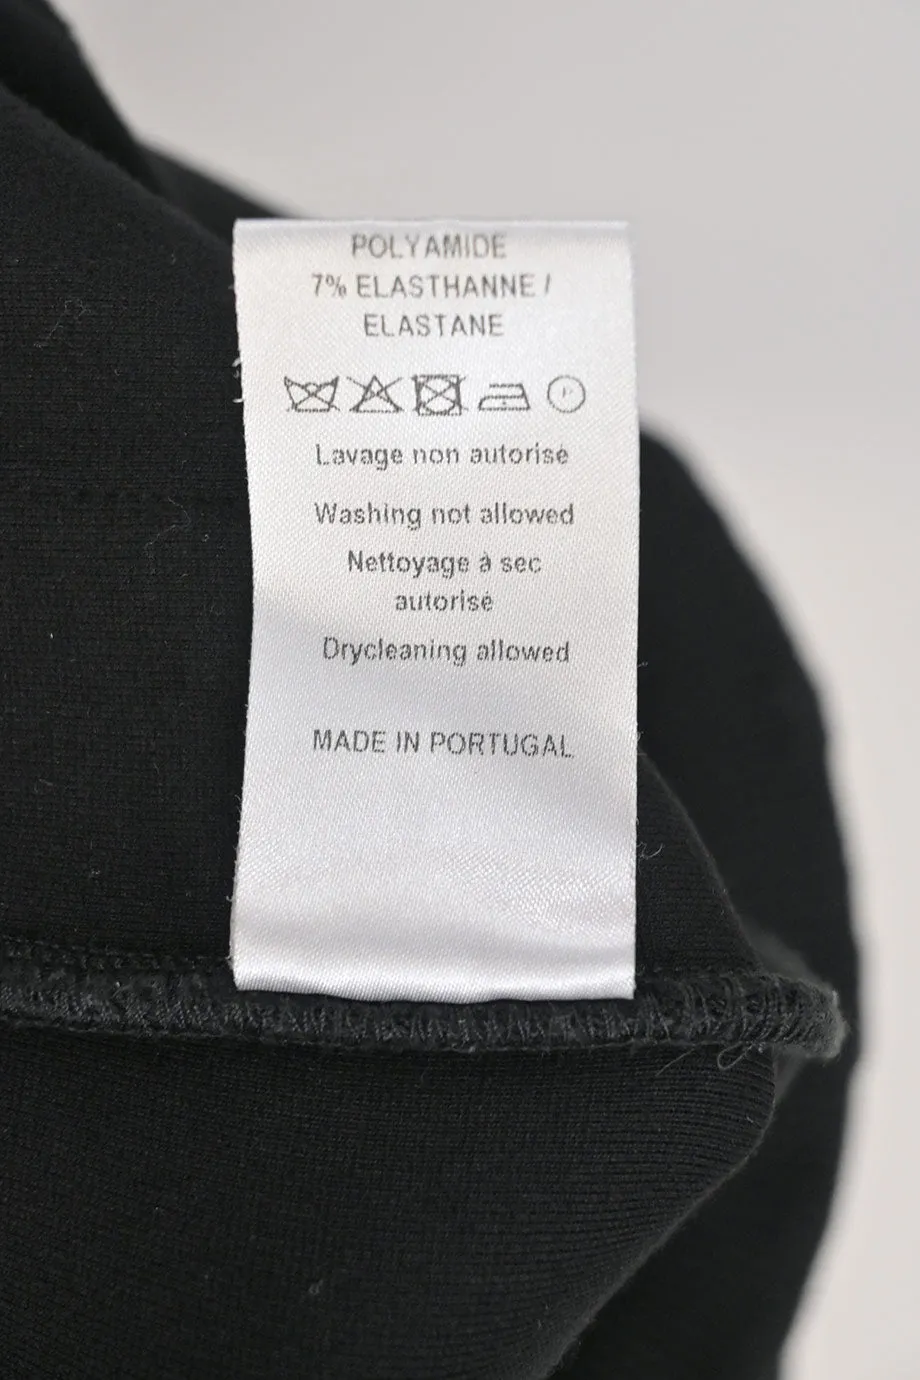 POLYAMIDE
7% ELASTHANNE /
ELASTANE
P
Lavage non autorisé
Washing not allowed
Nettoyage à sec
autorisé
Drycleaning allowed
MADE IN PORTUGAL